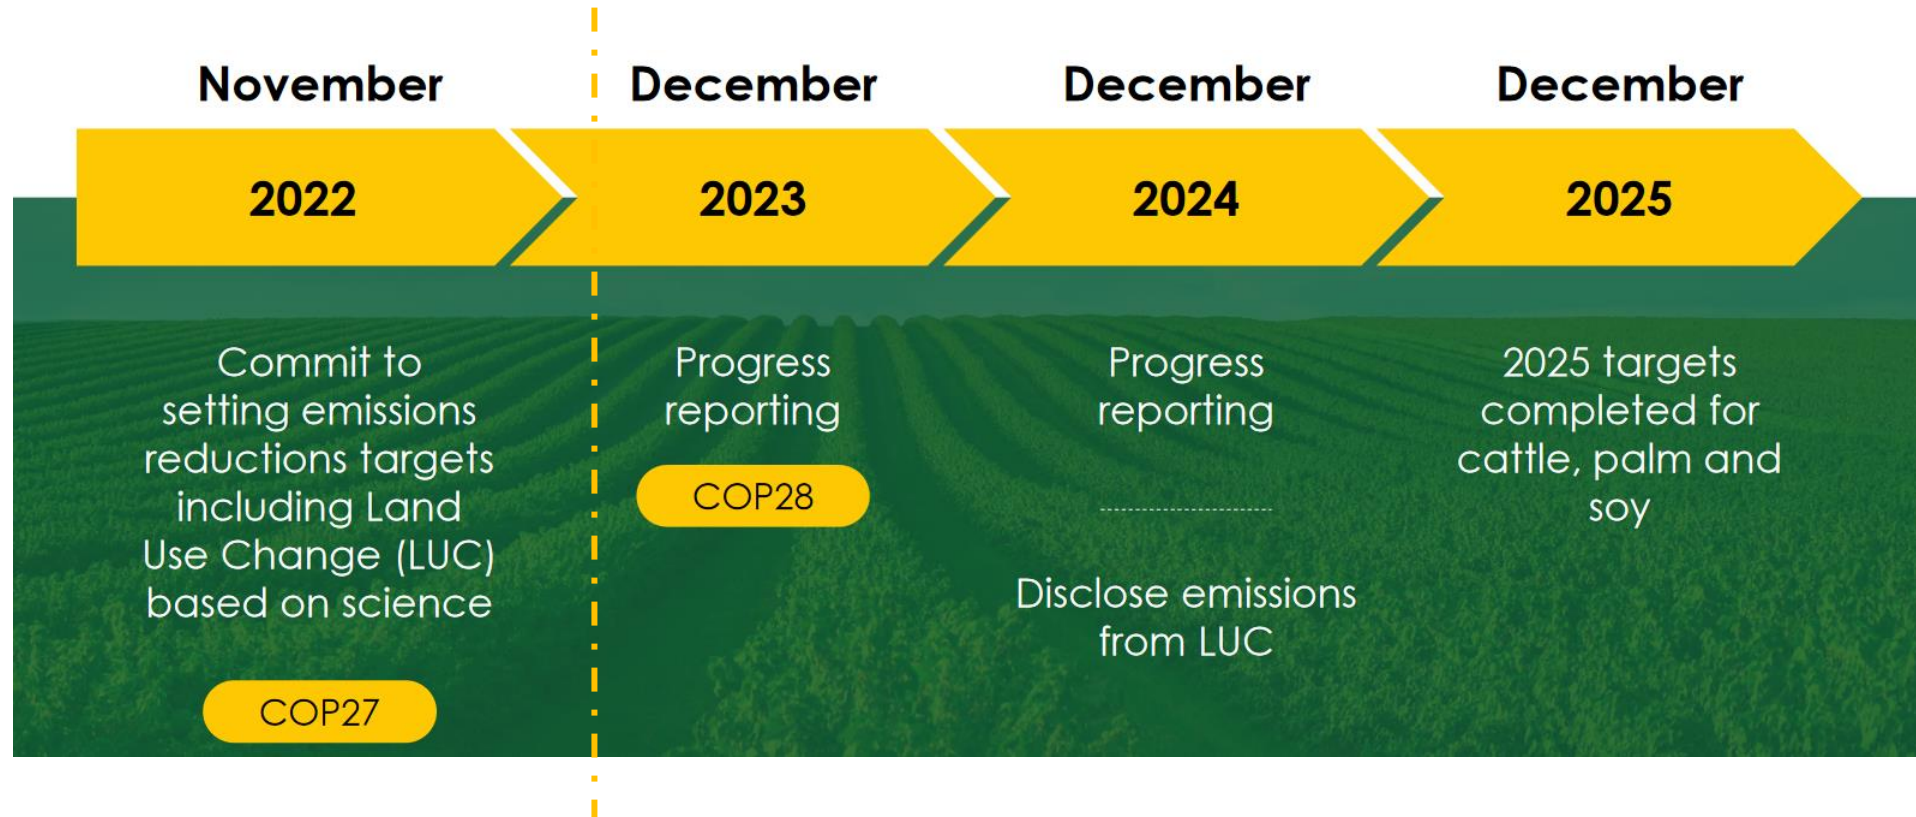 November
December
December
December
2022
2023
2024
2025
Commit to
setting emissions
reductions targets
including Land
Use Change (LUC)
based on science
COP27
Progress
reporting
COP28
Progress
reporting
Disclose emissions
from LUC
2025 targets
completed for
cattle, palm and
soy